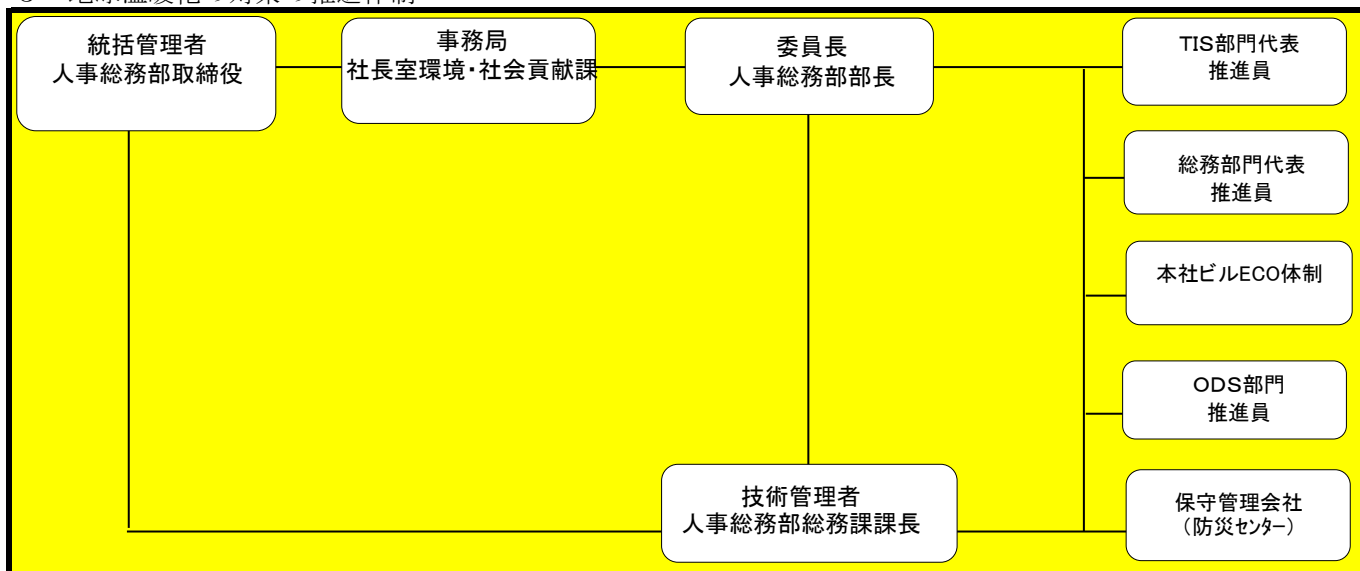 統括管理者
人事総務部取締役
事務局
社長室環境・社会貢献課
委員長
人事総務部部長
TIS部門代表
推進員
総務部門代表
推進員
本社ビルECO体制
ODS部門
推進員
技術管理者
人事総務部総務課課長
保守管理会社
（防災センター）